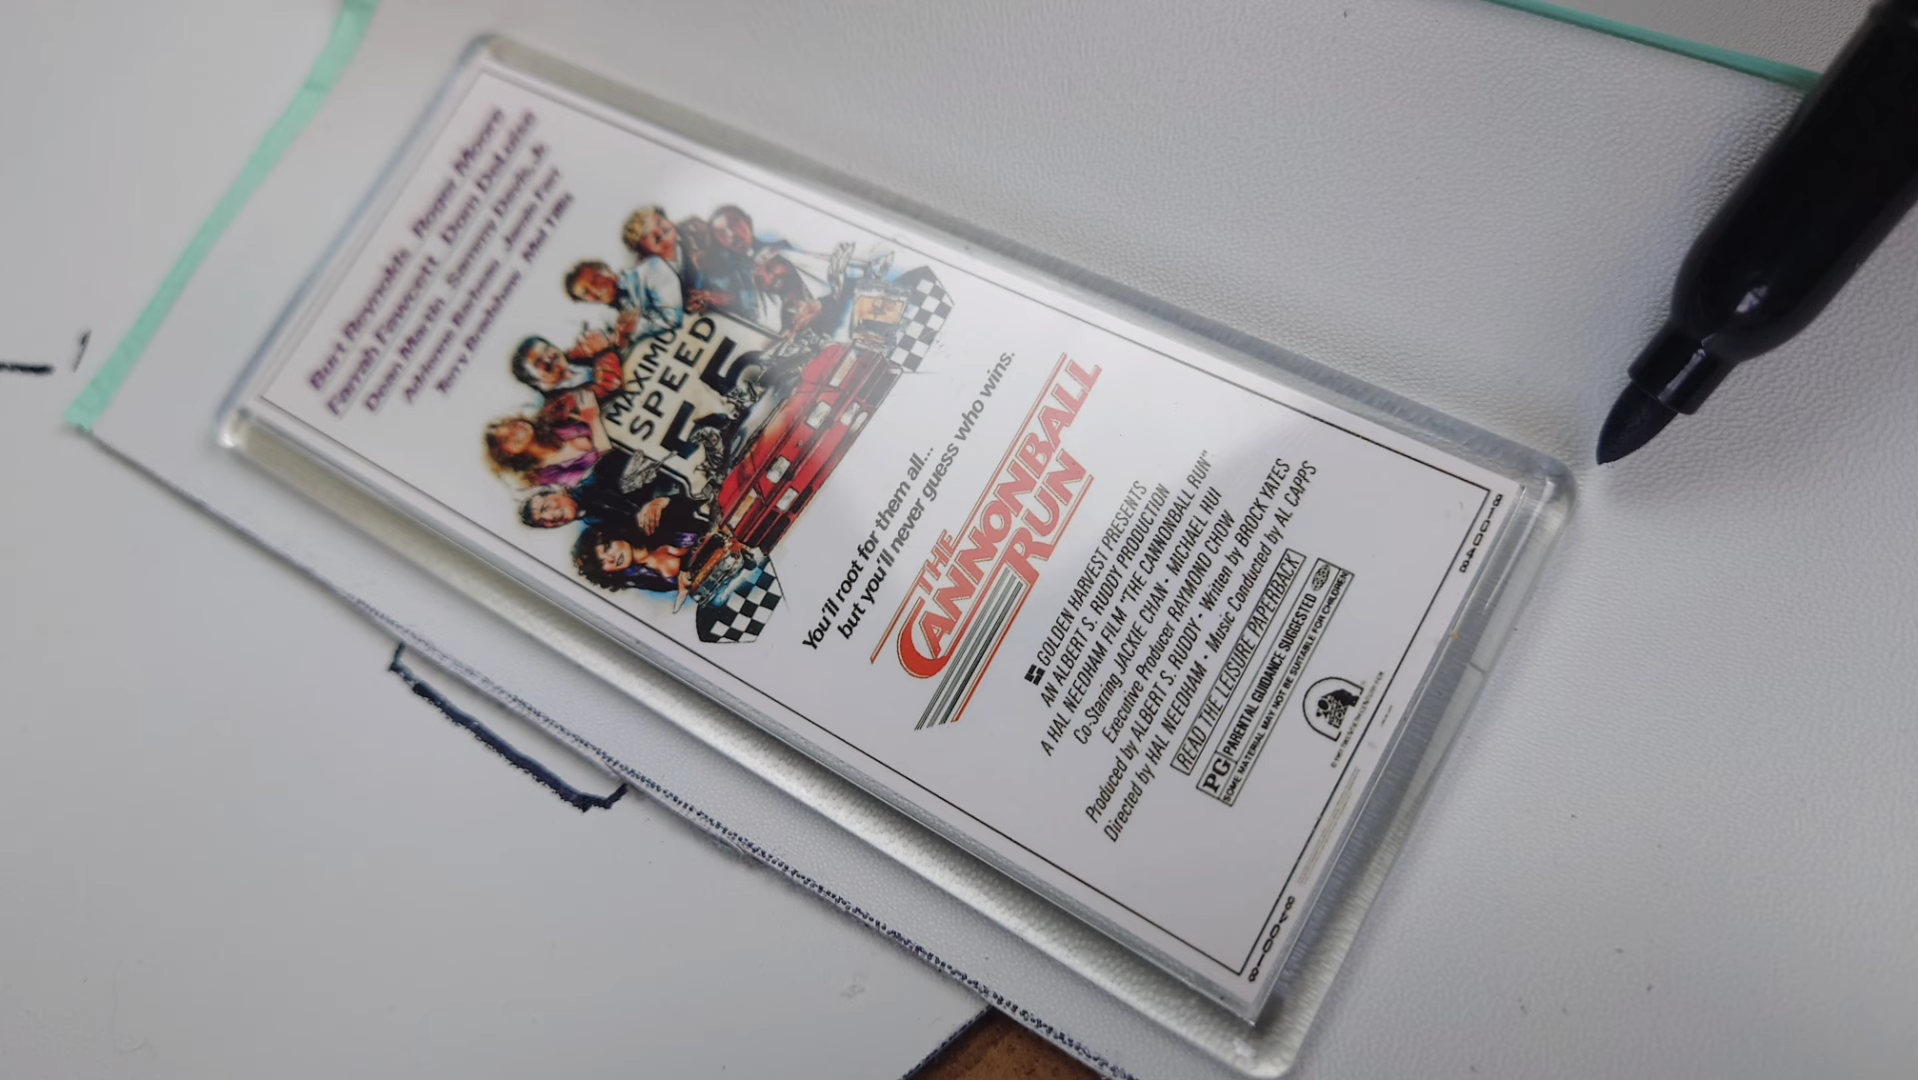 Burt Reynolds Roger Moore
Farrah Fawcett Dom DeLuise
Dean Martin Sammy Davis, Jr.
Adrienne Barbeau Jamie Farr
Terry Bradshaw Mel Tillis
MAXIMUM
SPEED
55
You'll root for them all...
but you'll never guess who wins.
THE
CANNONBALL
RUN
GOLDEN HARVEST PRESENTS
AN ALBERT S. RUDDY PRODUCTION
A HAL NEEDHAM FILM "THE CANNONBALL RUN"
Co-Starring JACKIE CHAN • MICHAEL HUI
Executive Producer RAYMOND CHOW
Produced by ALBERT S. RUDDY • Written by BROCK YATES
Directed by HAL NEEDHAM • Music Conducted by AL CAPPS
READ THE LEISURE PAPERBACK
PG PARENTAL GUIDANCE SUGGESTED
SOME MATERIAL MAY NOT BE SUITABLE FOR CHILDREN
810048
810048